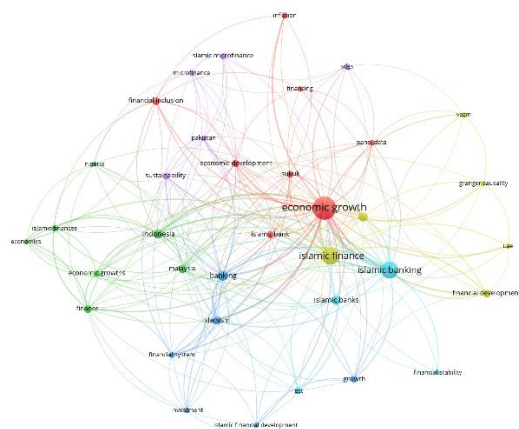 inflation
islamic microfinance
sdgs
microfinance
financing
financial inclusion
vecm
pakistan
panel data
economic development
nigeria
sustainability
sukuk
granger causality
economic growth
islamic finances
indonesia
islamic bank
economics
uae
islamic finance
malaysia
islamic banking
economic growths
banking
financial development
islamic banks
finance
islamism
financial system
financial stability
growth
gcc
investment
islamic financial development